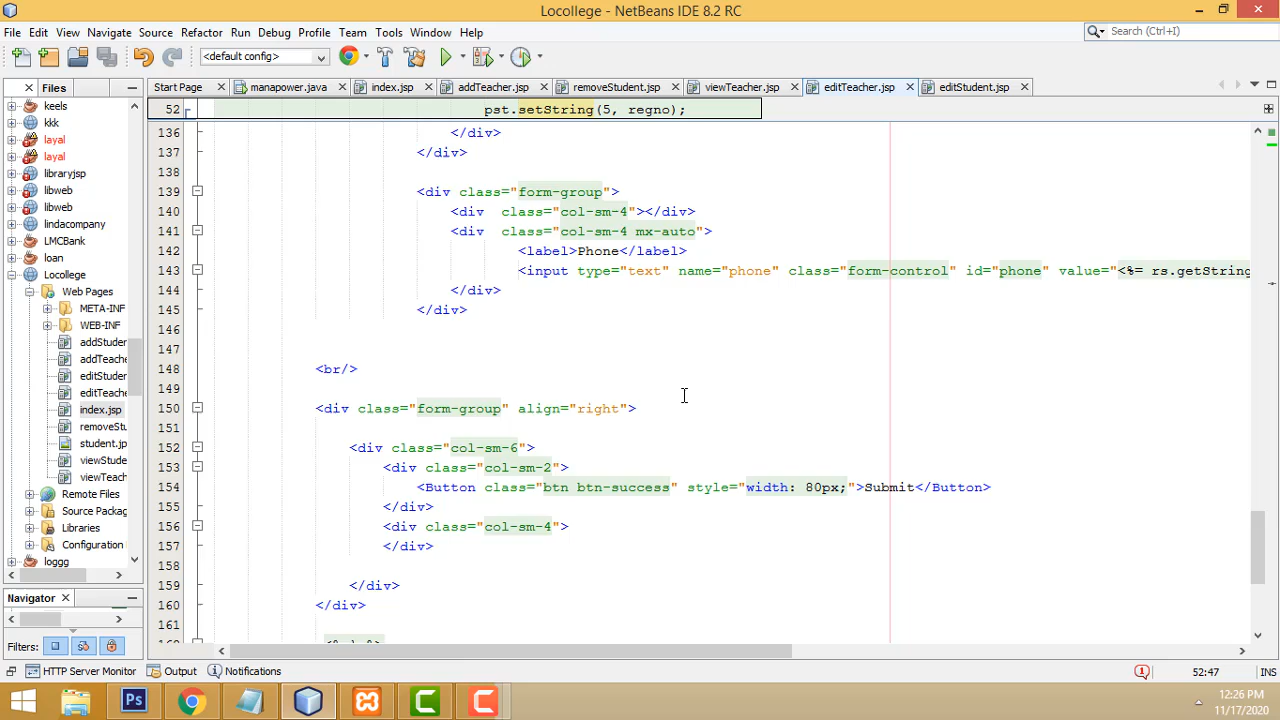 Locollege - NetBeans IDE 8.2 RC
File Edit View Navigate Source Refactor Run Debug Profile Team Tools Window Help
Search (Ctrl+I)
<default config>
Files
Start Page
manapower.java
index.jsp
addTeacher.jsp
removeStudent.jsp
viewTeacher.jsp
editTeacher.jsp
editStudent.jsp
keels
kkk
layal
layal
libraryjsp
libweb
libweb
lindacompany
LMCBank
loan
Locollege
Web Pages
META-INF
WEB-INF
addStuden
addTeache
editStuden
editTeache
index.jsp
removeStu
student.jp
viewStude
viewTeach
Remote Files
Source Packag
Libraries
Configuration
loggg
Navigator
Filters:
52 pst.setString(5, regno);
136 </div>
137 </div>
138
139 <div class="form-group">
140 <div  class="col-sm-4"></div>
141 <div  class="col-sm-4 mx-auto">
142 <label>Phone</label>
143 <input type="text" name="phone" class="form-control" id="phone" value="<%= rs.getString
144 </div>
145 </div>
146
147
148 <br/>
149
150 <div class="form-group" align="right">
151
152 <div class="col-sm-6">
153 <div class="col-sm-2">
154 <Button class="btn btn-success" style="width: 80px;">Submit</Button>
155 </div>
156 <div class="col-sm-4">
157 </div>
158
159 </div>
160 </div>
161
HTTP Server Monitor
Output
Notifications
1
52:47
INS
Ps
12:26 PM
11/17/2020